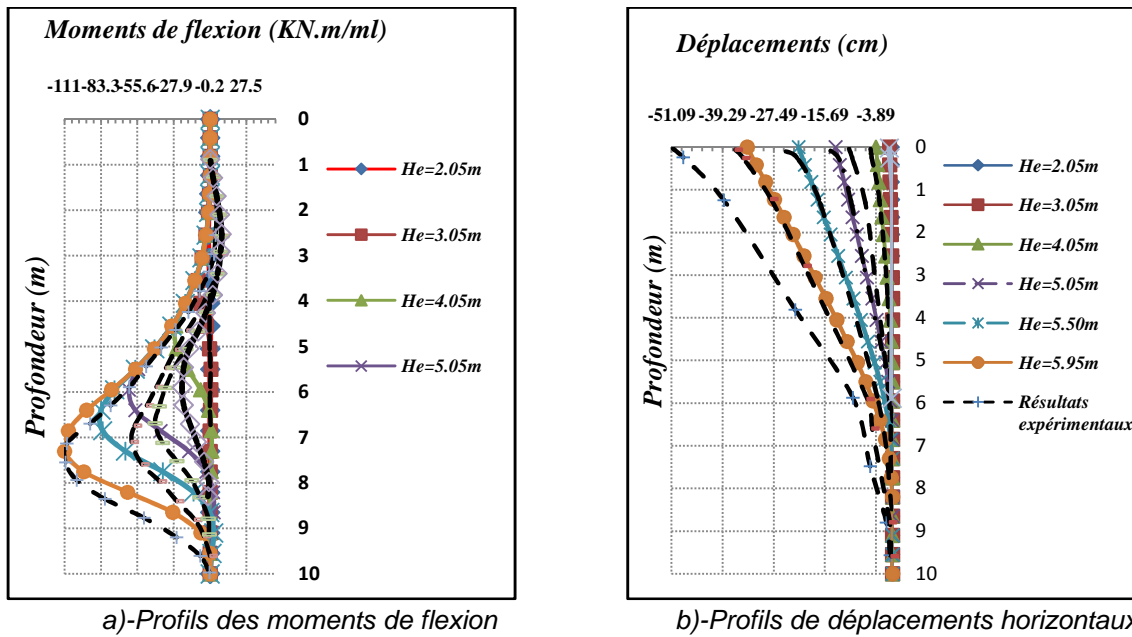 Moments de flexion (KN.m/ml)
-111 -83.3 -55.6 -27.9 -0.2 27.5
0
1
2
3
4
5
6
7
8
9
10
Profondeur (m)
He=2.05m
He=3.05m
He=4.05m
He=5.05m
a)-Profils des moments de flexion
Déplacements (cm)
-51.09 -39.29 -27.49 -15.69 -3.89
0
1
2
3
4
5
6
7
8
9
10
Profondeur (m)
He=2.05m
He=3.05m
He=4.05m
He=5.05m
He=5.50m
He=5.95m
Résultats
expérimentaux
b)-Profils de déplacements horizontaux